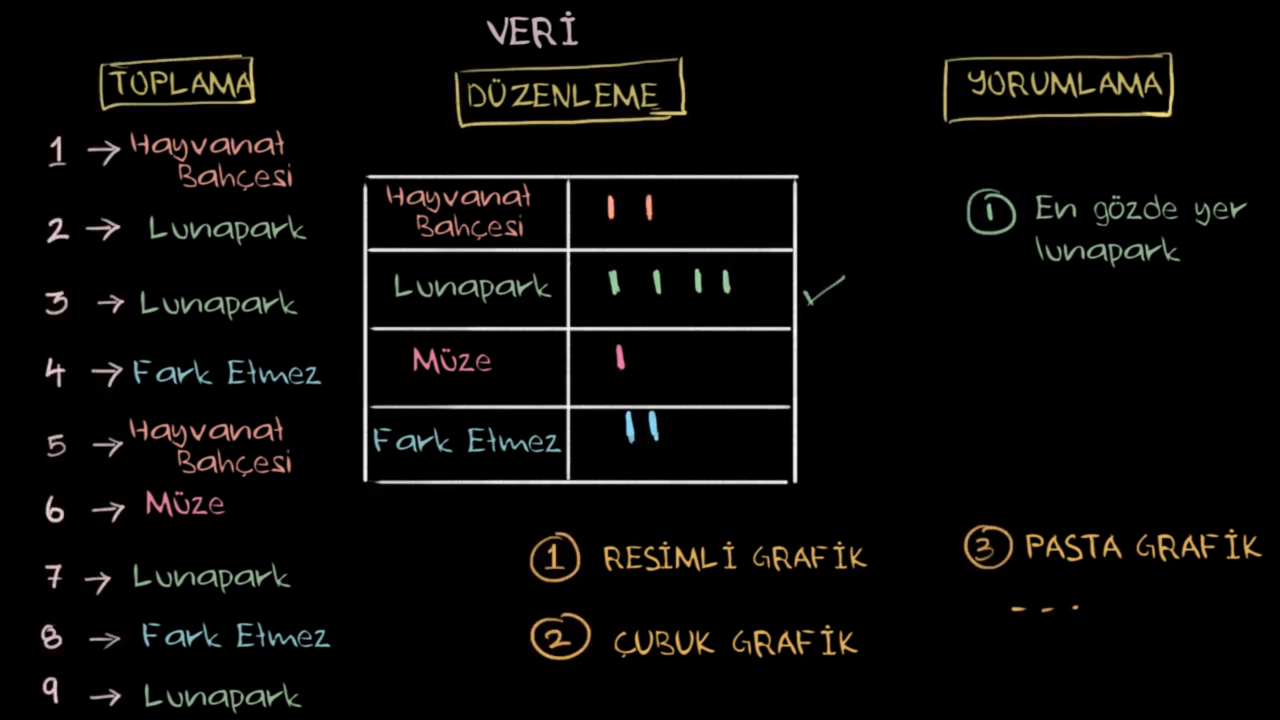 VERİ
TOPLAMA
1 → Hayvanat
Bahçesi
2 → Lunapark
3 → Lunapark
4 → Fark Etmez
5 → Hayvanat
Bahçesi
6 → Müze
7 → Lunapark
8 → Fark Etmez
9 → Lunapark
DÜZENLEME
Hayvanat
Bahçesi
Lunapark
Müze
Fark Etmez
1 RESİMLİ GRAFİK
2 ÇUBUK GRAFİK
3 PASTA GRAFİK
- - -
YORUMLAMA
1 En gözde yer
lunapark